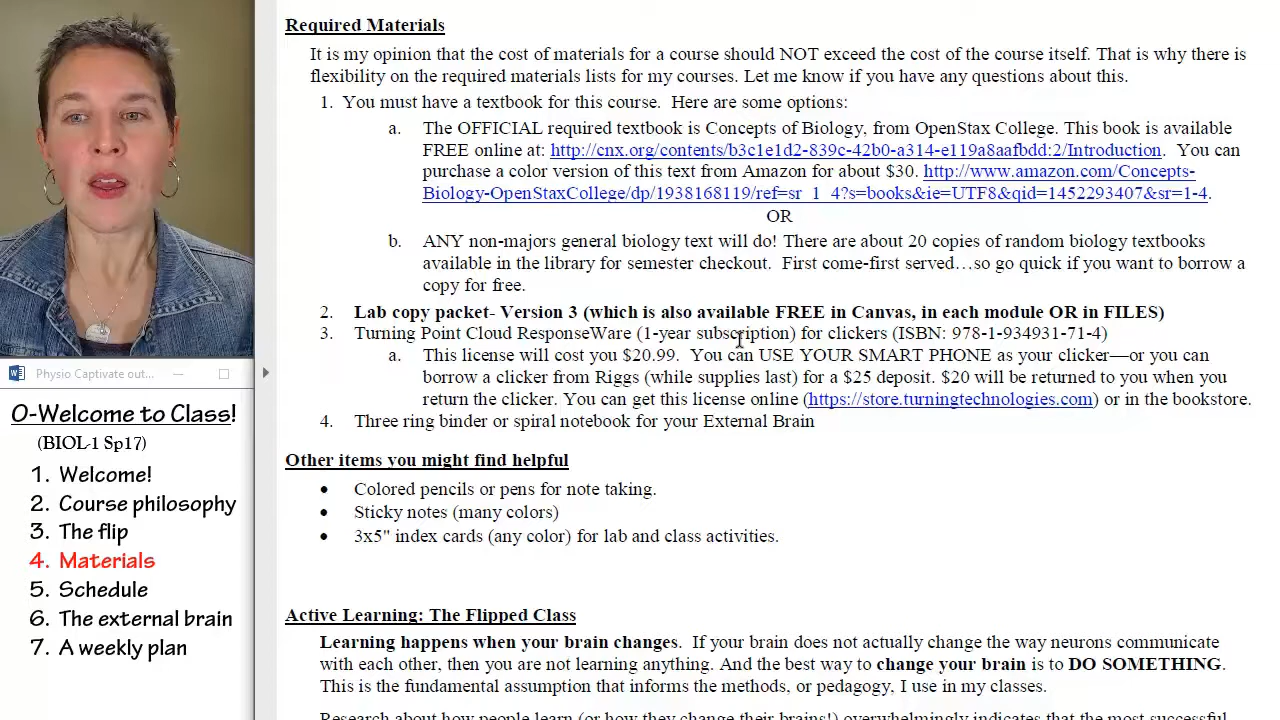 Required Materials
It is my opinion that the cost of materials for a course should NOT exceed the cost of the course itself. That is why there is
flexibility on the required materials lists for my courses. Let me know if you have any questions about this.
1. You must have a textbook for this course. Here are some options:
a. The OFFICIAL required textbook is Concepts of Biology, from OpenStax College. This book is available
FREE online at: http://cnx.org/contents/b3c1e1d2-839c-42b0-a314-e119a8aafbdd:2/Introduction. You can
purchase a color version of this text from Amazon for about $30. http://www.amazon.com/Concepts-
Biology-OpenStaxCollege/dp/1938168119/ref=sr_1_4?s=books&ie=UTF8&qid=1452293407&sr=1-4.
OR
b. ANY non-majors general biology text will do! There are about 20 copies of random biology textbooks
available in the library for semester checkout. First come-first served…so go quick if you want to borrow a
copy for free.
2. Lab copy packet- Version 3 (which is also available FREE in Canvas, in each module OR in FILES)
3. Turning Point Cloud ResponseWare (1-year subscription) for clickers (ISBN: 978-1-934931-71-4)
a. This license will cost you $20.99. You can USE YOUR SMART PHONE as your clicker—or you can
borrow a clicker from Riggs (while supplies last) for a $25 deposit. $20 will be returned to you when you
return the clicker. You can get this license online (https://store.turningtechnologies.com) or in the bookstore.
4. Three ring binder or spiral notebook for your External Brain
Other items you might find helpful
• Colored pencils or pens for note taking.
• Sticky notes (many colors)
• 3x5" index cards (any color) for lab and class activities.
Active Learning: The Flipped Class
Learning happens when your brain changes. If your brain does not actually change the way neurons communicate
with each other, then you are not learning anything. And the best way to change your brain is to DO SOMETHING.
This is the fundamental assumption that informs the methods, or pedagogy, I use in my classes.
Research about how people learn (or how they change their brains!) overwhelmingly indicates that the most successful
Physio Captivate out...
0-Welcome to Class!
(BIOL-1 Sp17)
1. Welcome!
2. Course philosophy
3. The flip
4. Materials
5. Schedule
6. The external brain
7. A weekly plan